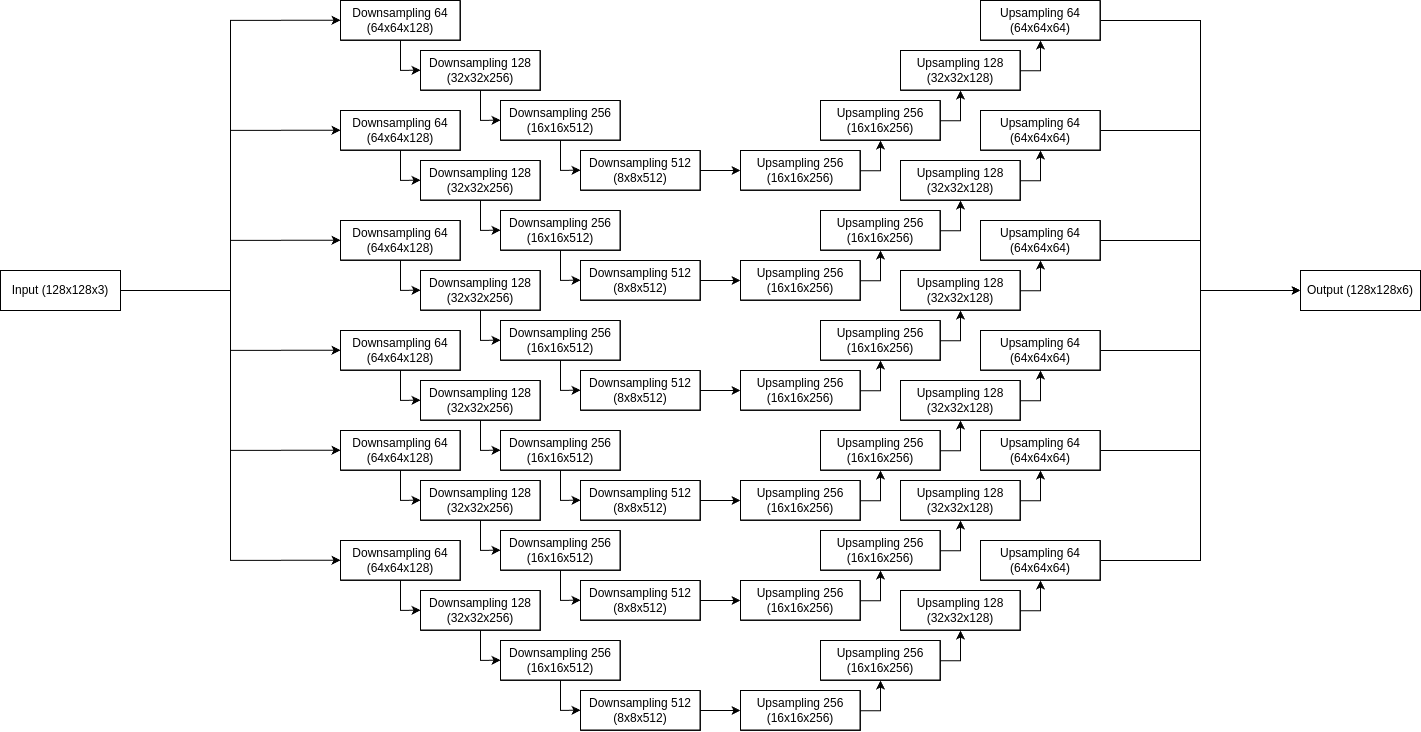 Downsampling 64
(64x64x128)
Upsampling 64
(64x64x64)
Downsampling 128
(32x32x256)
Upsampling 128
(32x32x128)
Downsampling 256
(16x16x512)
Upsampling 256
(16x16x256)
Downsampling 64
(64x64x128)
Upsampling 64
(64x64x64)
Downsampling 512
(8x8x512)
Upsampling 256
(16x16x256)
Downsampling 128
(32x32x256)
Upsampling 128
(32x32x128)
Downsampling 256
(16x16x512)
Upsampling 256
(16x16x256)
Downsampling 64
(64x64x128)
Upsampling 64
(64x64x64)
Downsampling 512
(8x8x512)
Upsampling 256
(16x16x256)
Input (128x128x3)
Downsampling 128
(32x32x256)
Upsampling 128
(32x32x128)
Output (128x128x6)
Downsampling 256
(16x16x512)
Upsampling 256
(16x16x256)
Downsampling 64
(64x64x128)
Upsampling 64
(64x64x64)
Downsampling 512
(8x8x512)
Upsampling 256
(16x16x256)
Downsampling 128
(32x32x256)
Upsampling 128
(32x32x128)
Downsampling 64
(64x64x128)
Downsampling 256
(16x16x512)
Upsampling 256
(16x16x256)
Upsampling 64
(64x64x64)
Downsampling 128
(32x32x256)
Downsampling 512
(8x8x512)
Upsampling 256
(16x16x256)
Upsampling 128
(32x32x128)
Downsampling 256
(16x16x512)
Upsampling 256
(16x16x256)
Downsampling 64
(64x64x128)
Upsampling 64
(64x64x64)
Downsampling 512
(8x8x512)
Upsampling 256
(16x16x256)
Downsampling 128
(32x32x256)
Upsampling 128
(32x32x128)
Downsampling 256
(16x16x512)
Upsampling 256
(16x16x256)
Downsampling 512
(8x8x512)
Upsampling 256
(16x16x256)